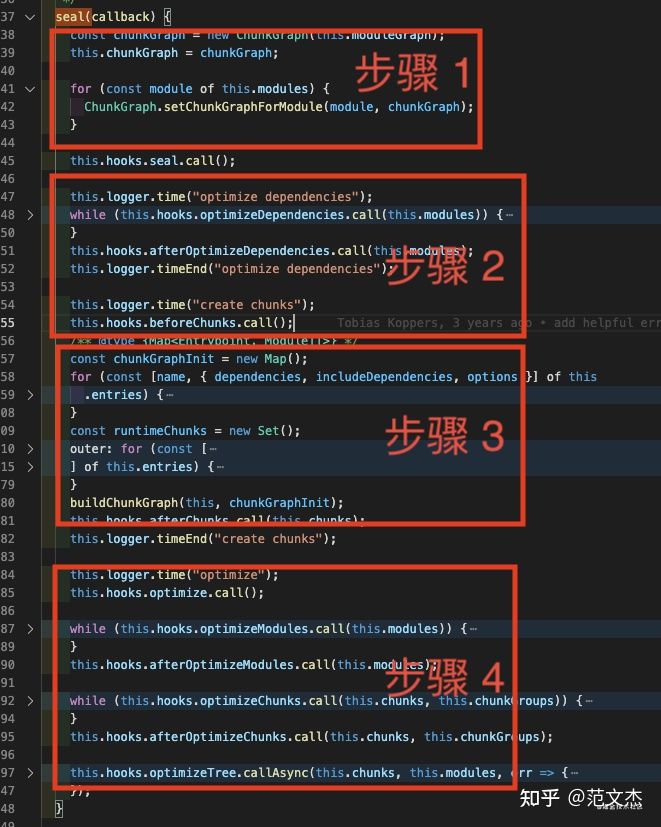 37 seal(callback) {
38 const chunkGraph = new ChunkGraph(this.moduleGraph);
39 this.chunkGraph = chunkGraph;
40
41 for (const module of this.modules) {
42 ChunkGraph.setChunkGraphForModule(module, chunkGraph);
43 }
步骤 1
44
45 this.hooks.seal.call();
46
47 this.logger.time("optimize dependencies");
48 while (this.hooks.optimizeDependencies.call(this.modules)) {…
50 }
51 this.hooks.afterOptimizeDependencies.call(this.modules);
52 this.logger.timeEnd("optimize dependencies");
步骤 2
53
54 this.logger.time("create chunks");
55 this.hooks.beforeChunks.call(); Tobias Koppers, 3 years ago • add helpful err
56 /** @type {Map<Entrypoint, Module[]>} */
57 const chunkGraphInit = new Map();
58 for (const [name, { dependencies, includeDependencies, options }] of this
59 .entries) {…
08 }
09 const runtimeChunks = new Set();
步骤 3
10 outer: for (const […
15 ] of this.entries) {…
79 }
80 buildChunkGraph(this, chunkGraphInit);
81 this.hooks.afterChunks.call(this.chunks);
82 this.logger.timeEnd("create chunks");
83
84 this.logger.time("optimize");
85 this.hooks.optimize.call();
86
87 while (this.hooks.optimizeModules.call(this.modules)) {…
89 }
90 this.hooks.afterOptimizeModules.call(this.modules);
步骤 4
91
92 while (this.hooks.optimizeChunks.call(this.chunks, this.chunkGroups)) {…
94 }
95 this.hooks.afterOptimizeChunks.call(this.chunks, this.chunkGroups);
96
97 this.hooks.optimizeTree.callAsync(this.chunks, this.modules, err => {…
47 });
48 }
知乎 @范文杰